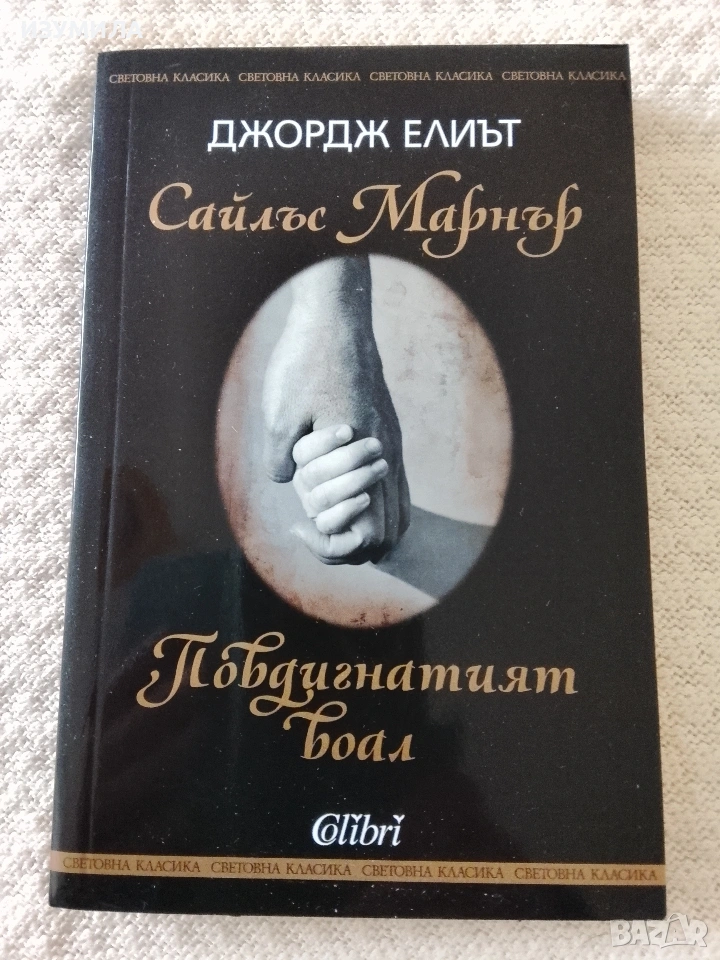 СВЕТОВНА КЛАСИКА СВЕТОВНА КЛАСИКА СВЕТОВНА КЛАСИКА СВЕТОВНА КЛАСИКА
ДЖОРДЖ ЕЛИЪТ
Сайлъс Марнър
Повдигнатият
воал
Colibri
СВЕТОВНА КЛАСИКА СВЕТОВНА КЛАСИКА СВЕТОВНА КЛАСИКА СВЕТОВНА КЛАСИКА
BAZAR